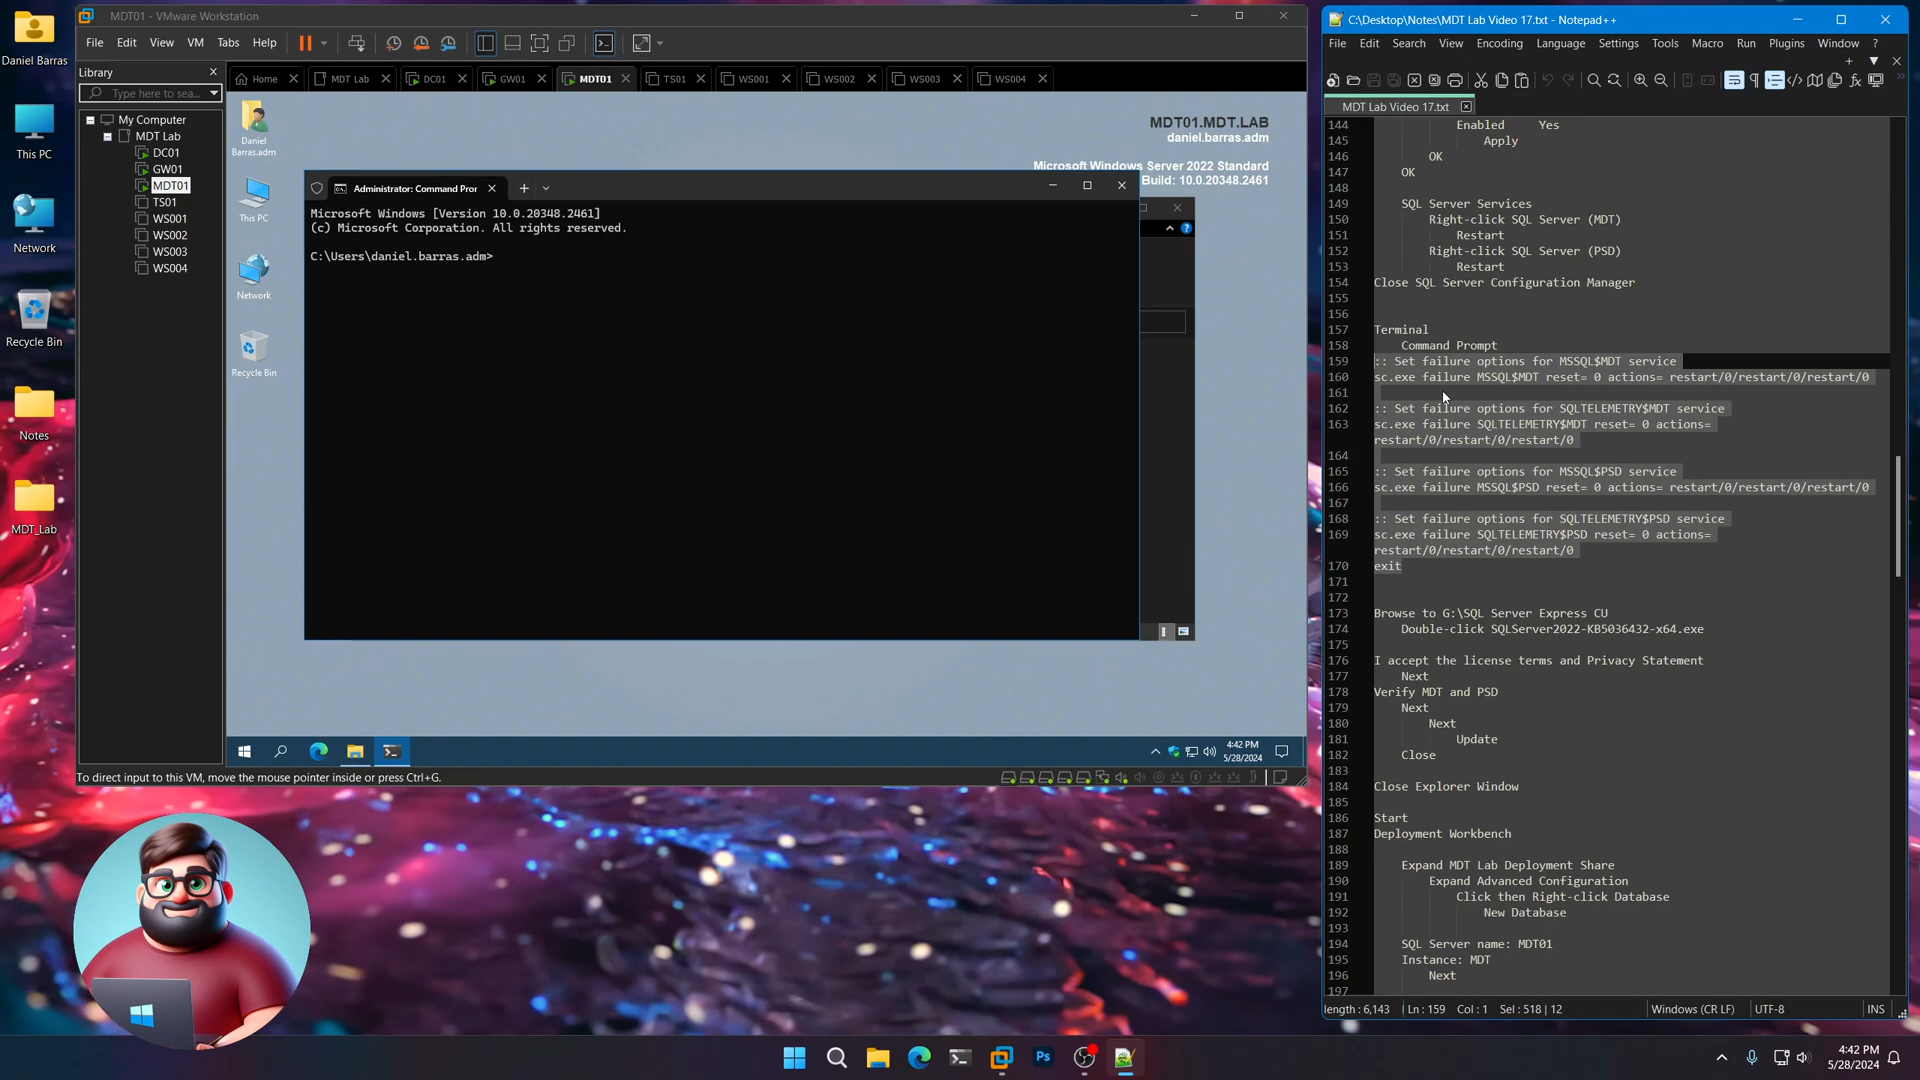 Daniel Barras
This PC
Network
Recycle Bin
Notes
MDT_Lab
MDT01 - VMware Workstation
File Edit View VM Tabs Help
Library
Type here to sea...
My Computer
MDT Lab
DC01
GW01
MDT01
TS01
WS001
WS002
WS003
WS004
Home MDT Lab DC01 GW01 MDT01 TS01 WS001 WS002 WS003 WS004
Daniel
Barras.adm
This PC
Network
Recycle Bin
MDT01.MDT.LAB
daniel.barras.adm
Microsoft Windows Server 2022 Standard
Build: 10.0.20348.2461
Administrator: Command Pror
Microsoft Windows [Version 10.0.20348.2461]
(c) Microsoft Corporation. All rights reserved.
C:\Users\daniel.barras.adm>
4:42 PM
5/28/2024
To direct input to this VM, move the mouse pointer inside or press Ctrl+G.
C:\Desktop\Notes\MDT Lab Video 17.txt - Notepad++
File Edit Search View Encoding Language Settings Tools Macro Run Plugins Window ?
MDT Lab Video 17.txt
144 Enabled Yes
145 Apply
146 OK
147 OK
148
149 SQL Server Services
150 Right-click SQL Server (MDT)
151 Restart
152 Right-click SQL Server (PSD)
153 Restart
154 Close SQL Server Configuration Manager
155
156
157 Terminal
158 Command Prompt
159 :: Set failure options for MSSQL$MDT service
160 sc.exe failure MSSQL$MDT reset= 0 actions= restart/0/restart/0/restart/0
161
162 :: Set failure options for SQLTELEMETRY$MDT service
163 sc.exe failure SQLTELEMETRY$MDT reset= 0 actions=
restart/0/restart/0/restart/0
164
165 :: Set failure options for MSSQL$PSD service
166 sc.exe failure MSSQL$PSD reset= 0 actions= restart/0/restart/0/restart/0
167
168 :: Set failure options for SQLTELEMETRY$PSD service
169 sc.exe failure SQLTELEMETRY$PSD reset= 0 actions=
restart/0/restart/0/restart/0
170 exit
171
172
173 Browse to G:\SQL Server Express CU
174 Double-click SQLServer2022-KB5036432-x64.exe
175
176 I accept the license terms and Privacy Statement
177 Next
178 Verify MDT and PSD
179 Next
180 Next
181 Update
182 Close
183
184 Close Explorer Window
185
186 Start
187 Deployment Workbench
188
189 Expand MDT Lab Deployment Share
190 Expand Advanced Configuration
191 Click then Right-click Database
192 New Database
193
194 SQL Server name: MDT01
195 Instance: MDT
196 Next
197
length : 6,143 Ln : 159 Col : 1 Sel : 518 | 12 Windows (CR LF) UTF-8 INS
Ps
4:42 PM
5/28/2024